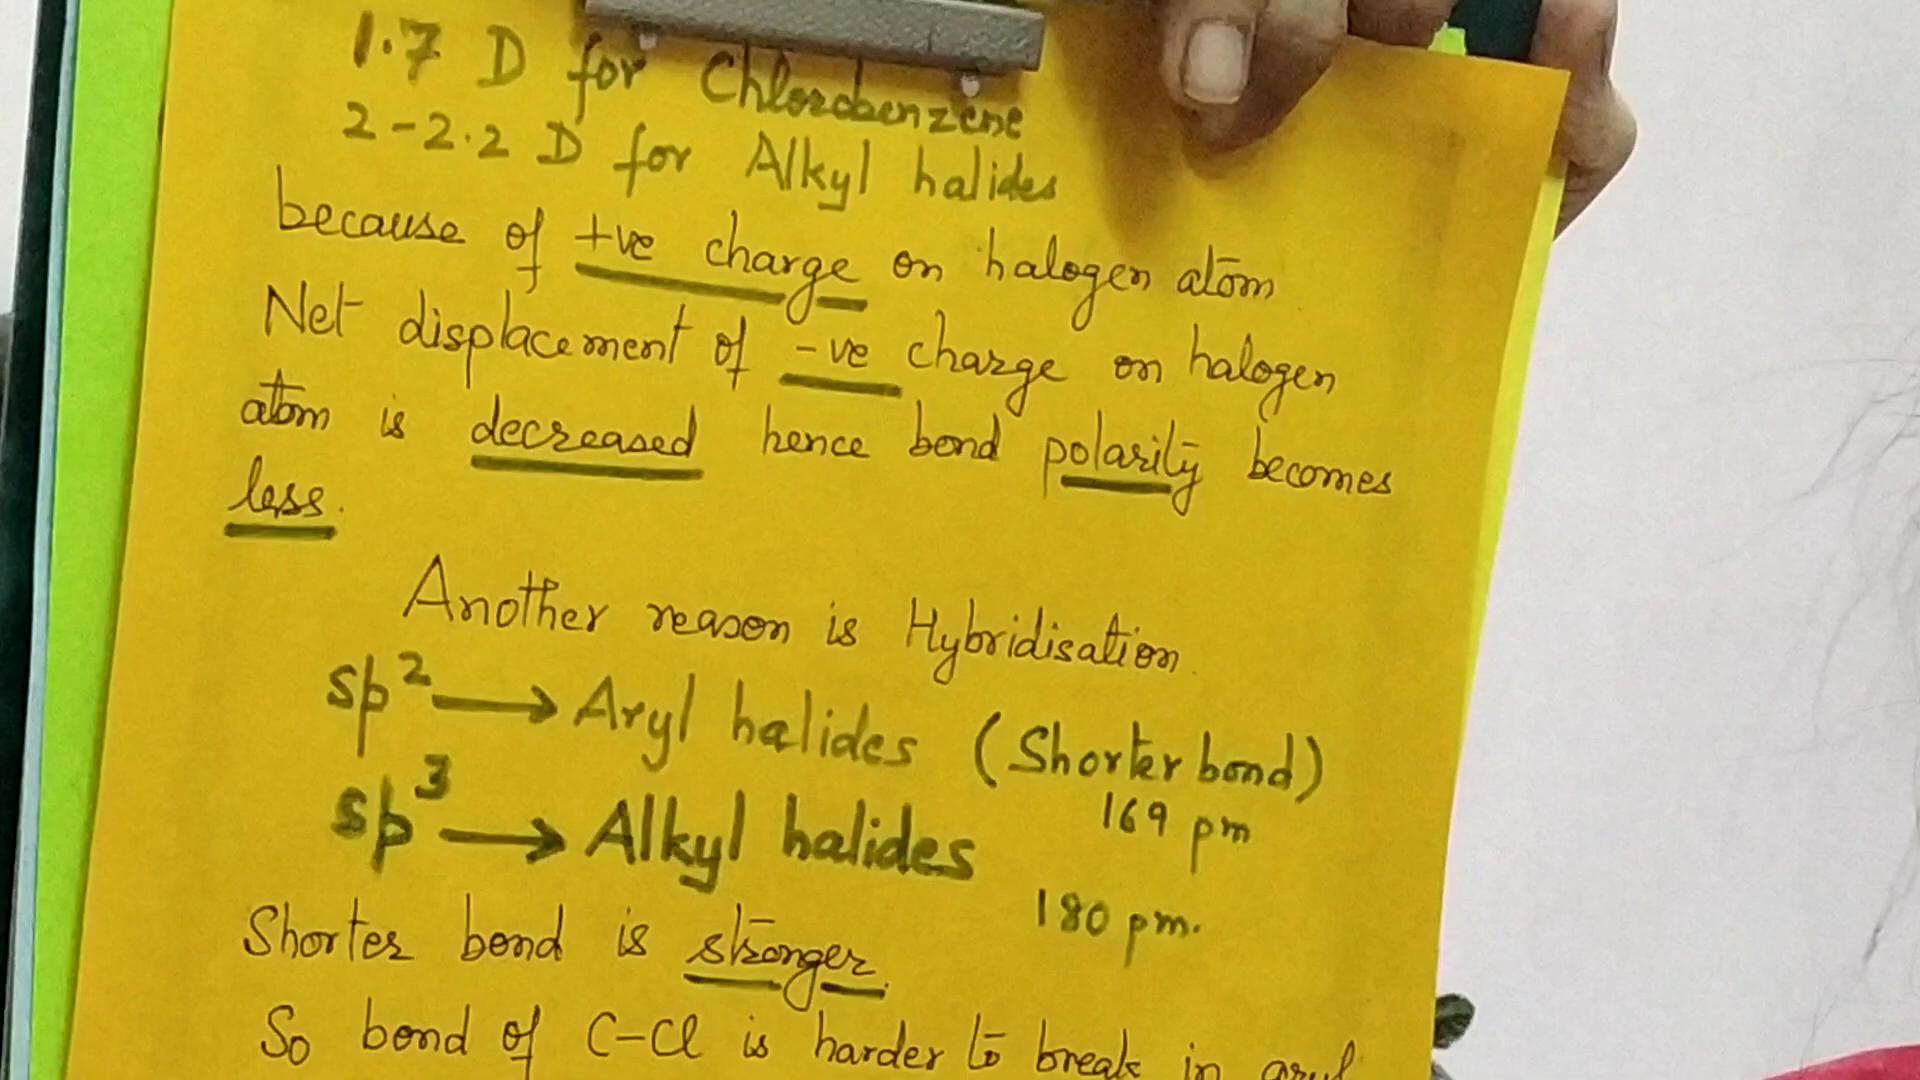 1.7 D for Chlorobenzene
2-2.2 D for Alkyl halides
because of +ve charge on halogen atom
Net displacement of -ve charge on halogen
atom is decreased hence bond polarity becomes
less.
Another reason is Hybridisation.
sp² → Aryl halides (Shorter bond)
169 pm
sp³ → Alkyl halides
180 pm.
Shorter bond is stronger.
So bond of C-Cl is harder to break in aryl